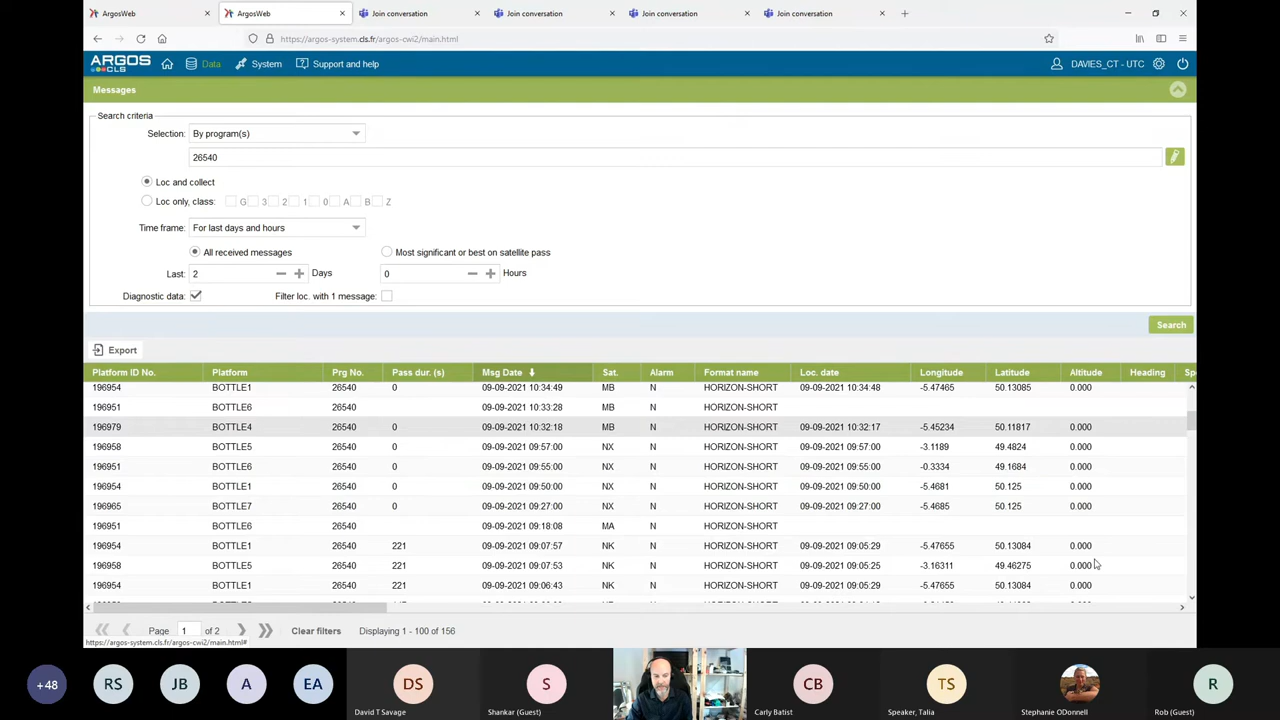 ArgosWeb ArgosWeb Join conversation Join conversation Join conversation Join conversation
https://argos-system.cls.fr/argos-cwi2/main.html
ARGOS CLS Data System Support and help DAVIES_CT - UTC
Messages
Search criteria
Selection: By program(s)
26540
Loc and collect
Loc only, class: G 3 2 1 0 A B Z
Time frame: For last days and hours
All received messages Most significant or best on satellite pass
Last: 2 Days 0 Hours
Diagnostic data: Filter loc. with 1 message:
Search
Export
Platform ID No. Platform Prg No. Pass dur. (s) Msg Date Sat. Alarm Format name Loc. date Longitude Latitude Altitude Heading Spe
196954 BOTTLE1 26540 0 09-09-2021 10:34:49 MB N HORIZON-SHORT 09-09-2021 10:34:48 -5.47465 50.13085 0.000
196951 BOTTLE6 26540 09-09-2021 10:33:28 MB N HORIZON-SHORT
196979 BOTTLE4 26540 0 09-09-2021 10:32:18 MB N HORIZON-SHORT 09-09-2021 10:32:17 -5.45234 50.11817 0.000
196958 BOTTLE5 26540 0 09-09-2021 09:57:00 NX N HORIZON-SHORT 09-09-2021 09:57:00 -3.1189 49.4824 0.000
196951 BOTTLE6 26540 0 09-09-2021 09:55:00 NX N HORIZON-SHORT 09-09-2021 09:55:00 -0.3334 49.1684 0.000
196954 BOTTLE1 26540 0 09-09-2021 09:50:00 NX N HORIZON-SHORT 09-09-2021 09:50:00 -5.4681 50.125 0.000
196965 BOTTLE7 26540 0 09-09-2021 09:27:00 NX N HORIZON-SHORT 09-09-2021 09:27:00 -5.4685 50.125 0.000
196951 BOTTLE6 26540 09-09-2021 09:18:08 MA N HORIZON-SHORT
196954 BOTTLE1 26540 221 09-09-2021 09:07:57 NK N HORIZON-SHORT 09-09-2021 09:05:29 -5.47655 50.13084 0.000
196958 BOTTLE5 26540 221 09-09-2021 09:07:53 NK N HORIZON-SHORT 09-09-2021 09:05:25 -3.16311 49.46275 0.000
196954 BOTTLE1 26540 221 09-09-2021 09:06:43 NK N HORIZON-SHORT 09-09-2021 09:05:29 -5.47655 50.13084 0.000
Page 1 of 2 Clear filters Displaying 1 - 100 of 156
https://argos-system.cls.fr/argos-cwi2/main.html#
+48 RS JB A EA DS S CB TS R
David T Savage Shankar (Guest) Carly Batist Speaker, Talia Stephanie ODonnell Rob (Guest)